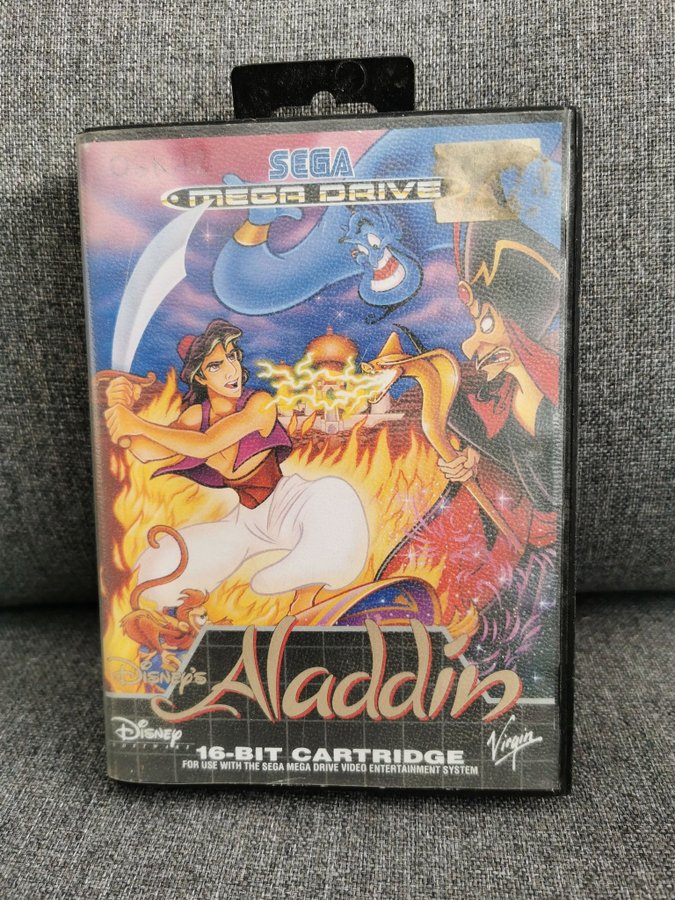 SEGA
MEGA DRIVE
DISNEY'S
Aladdin
DISNEY
SOFTWARE
Virgin
16-BIT CARTRIDGE
FOR USE WITH THE SEGA MEGA DRIVE VIDEO ENTERTAINMENT SYSTEM